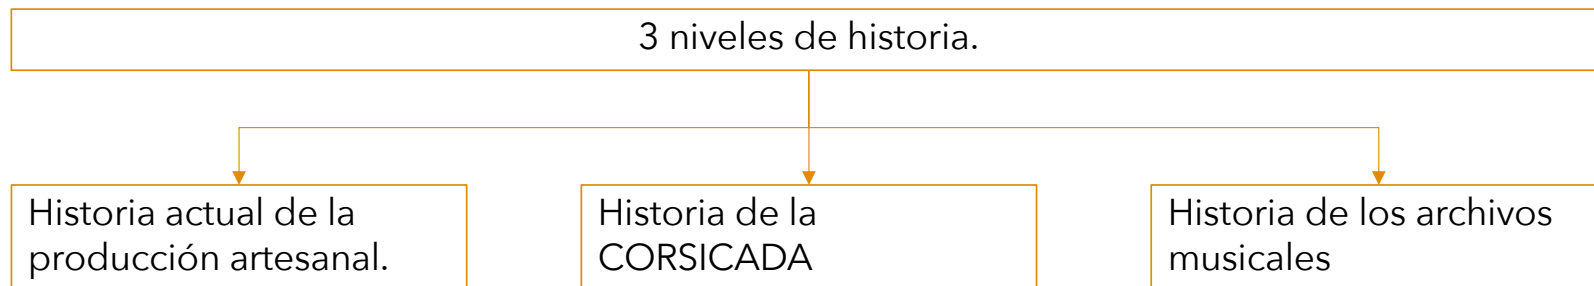 3 niveles de historia.
Historia actual de la
producción artesanal.
Historia de la
CORSICADA
Historia de los archivos
musicales